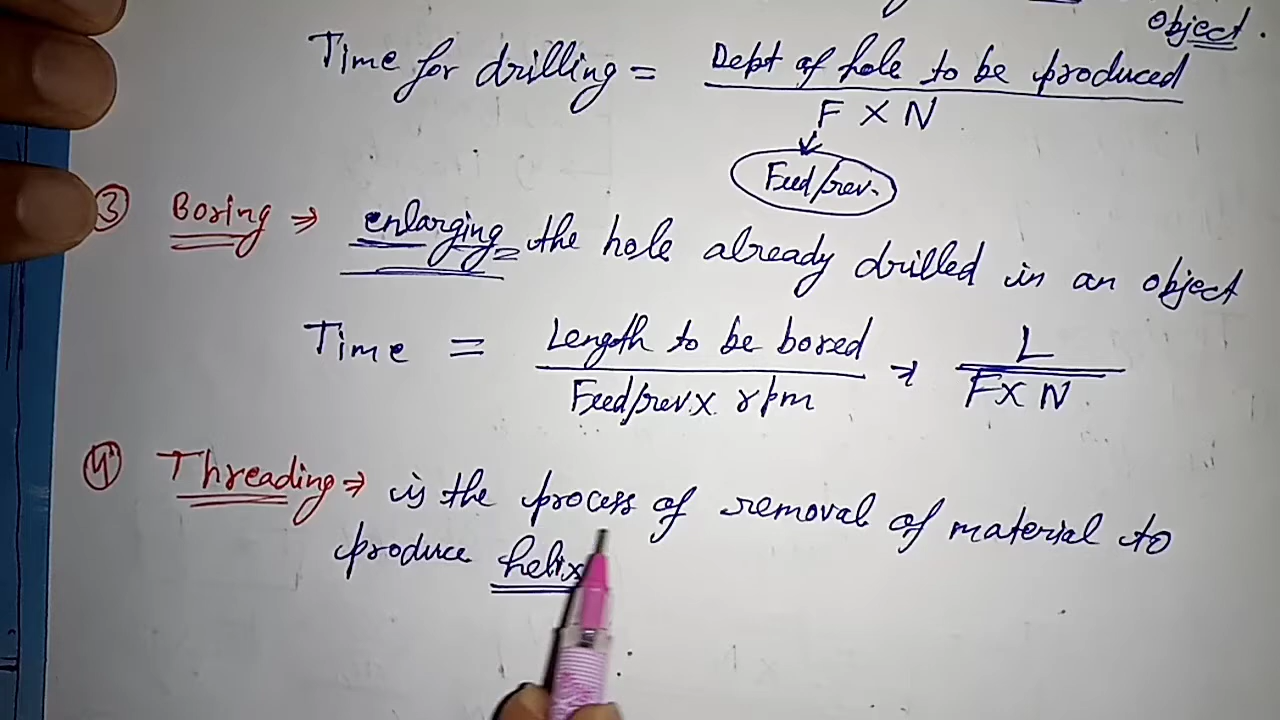 object.
Time for drilling = Dept of hole to be produced
F X N
Feed/rev.
③ Boring ⇒ enlarging the hole already drilled in an object
Time = Length to be bored → L
Feed/rev. x rpm F X N
④ Threading ⇒ is the process of removal of material to
produce helix